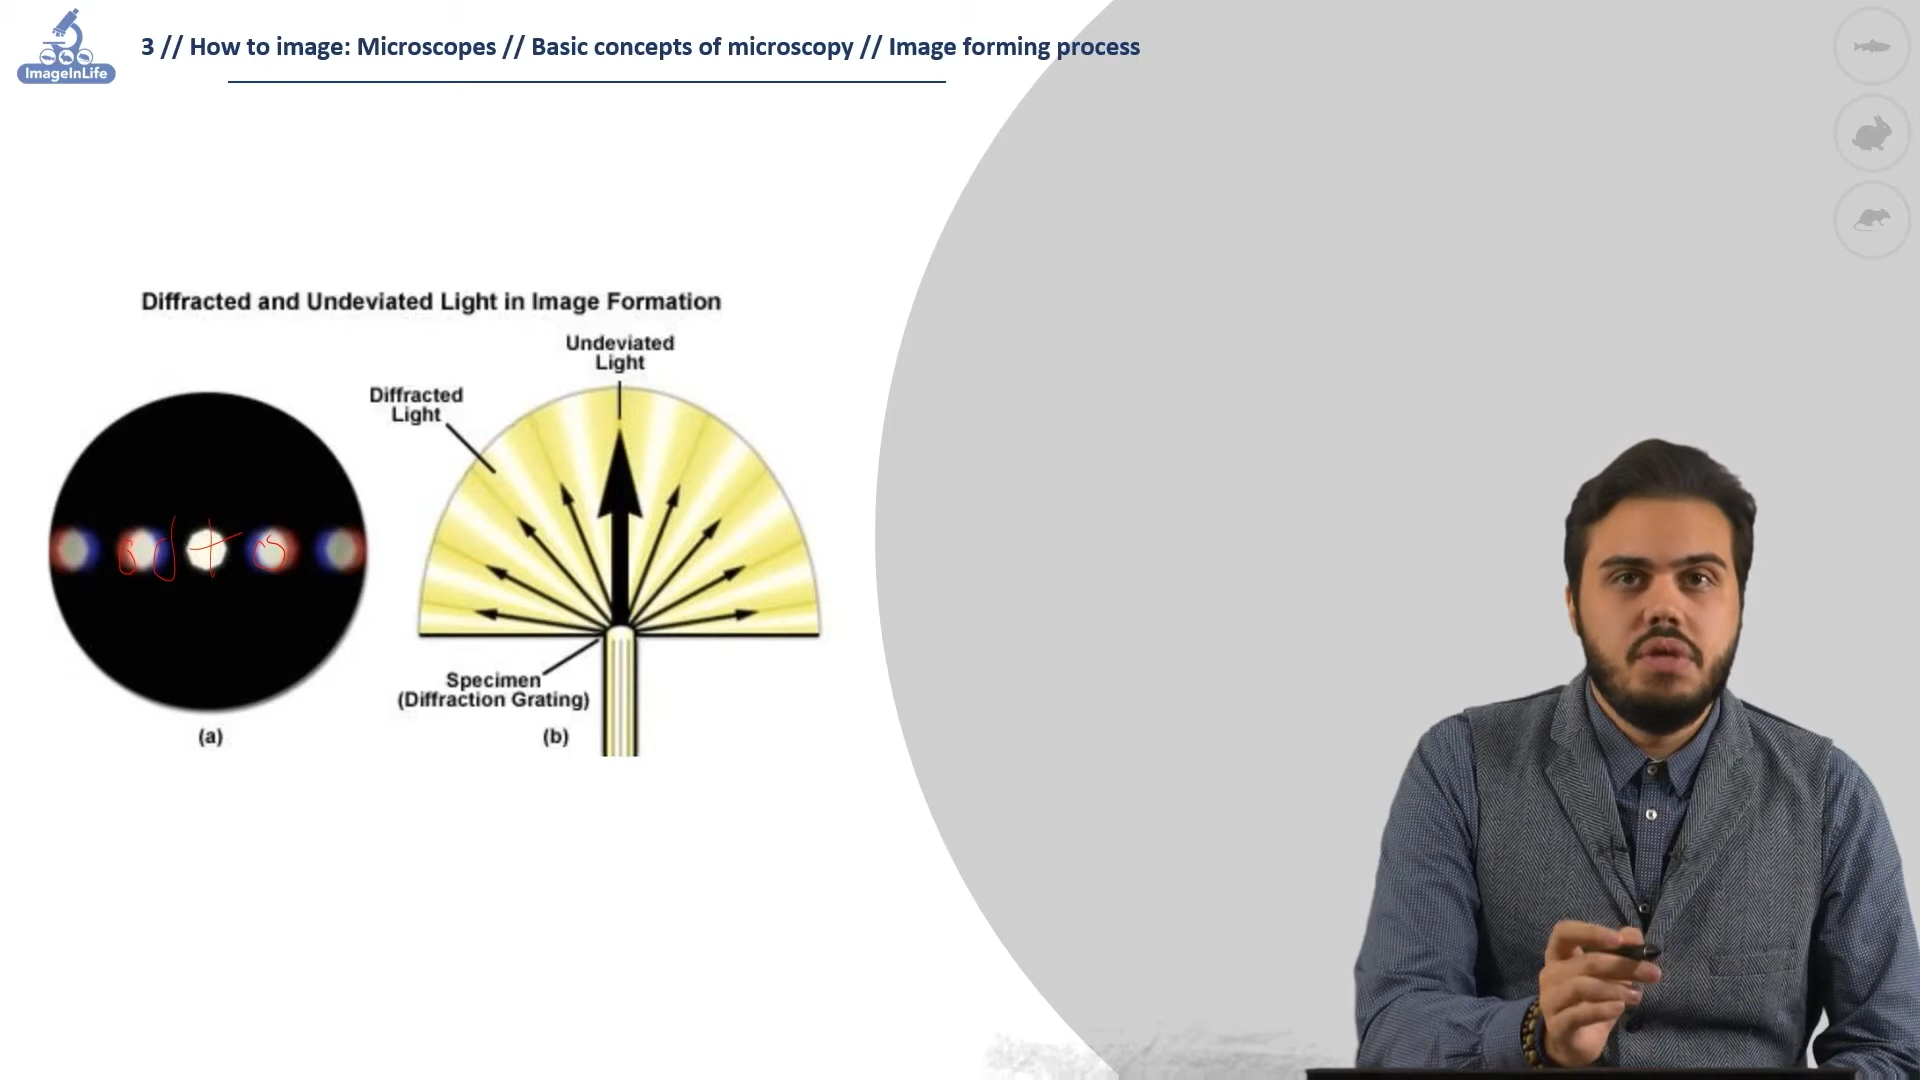 ImageInLife
3 // How to image: Microscopes // Basic concepts of microscopy // Image forming process
Diffracted and Undeviated Light in Image Formation
Undeviated
Light
Diffracted
Light
Specimen
(Diffraction Grating)
(a)
(b)